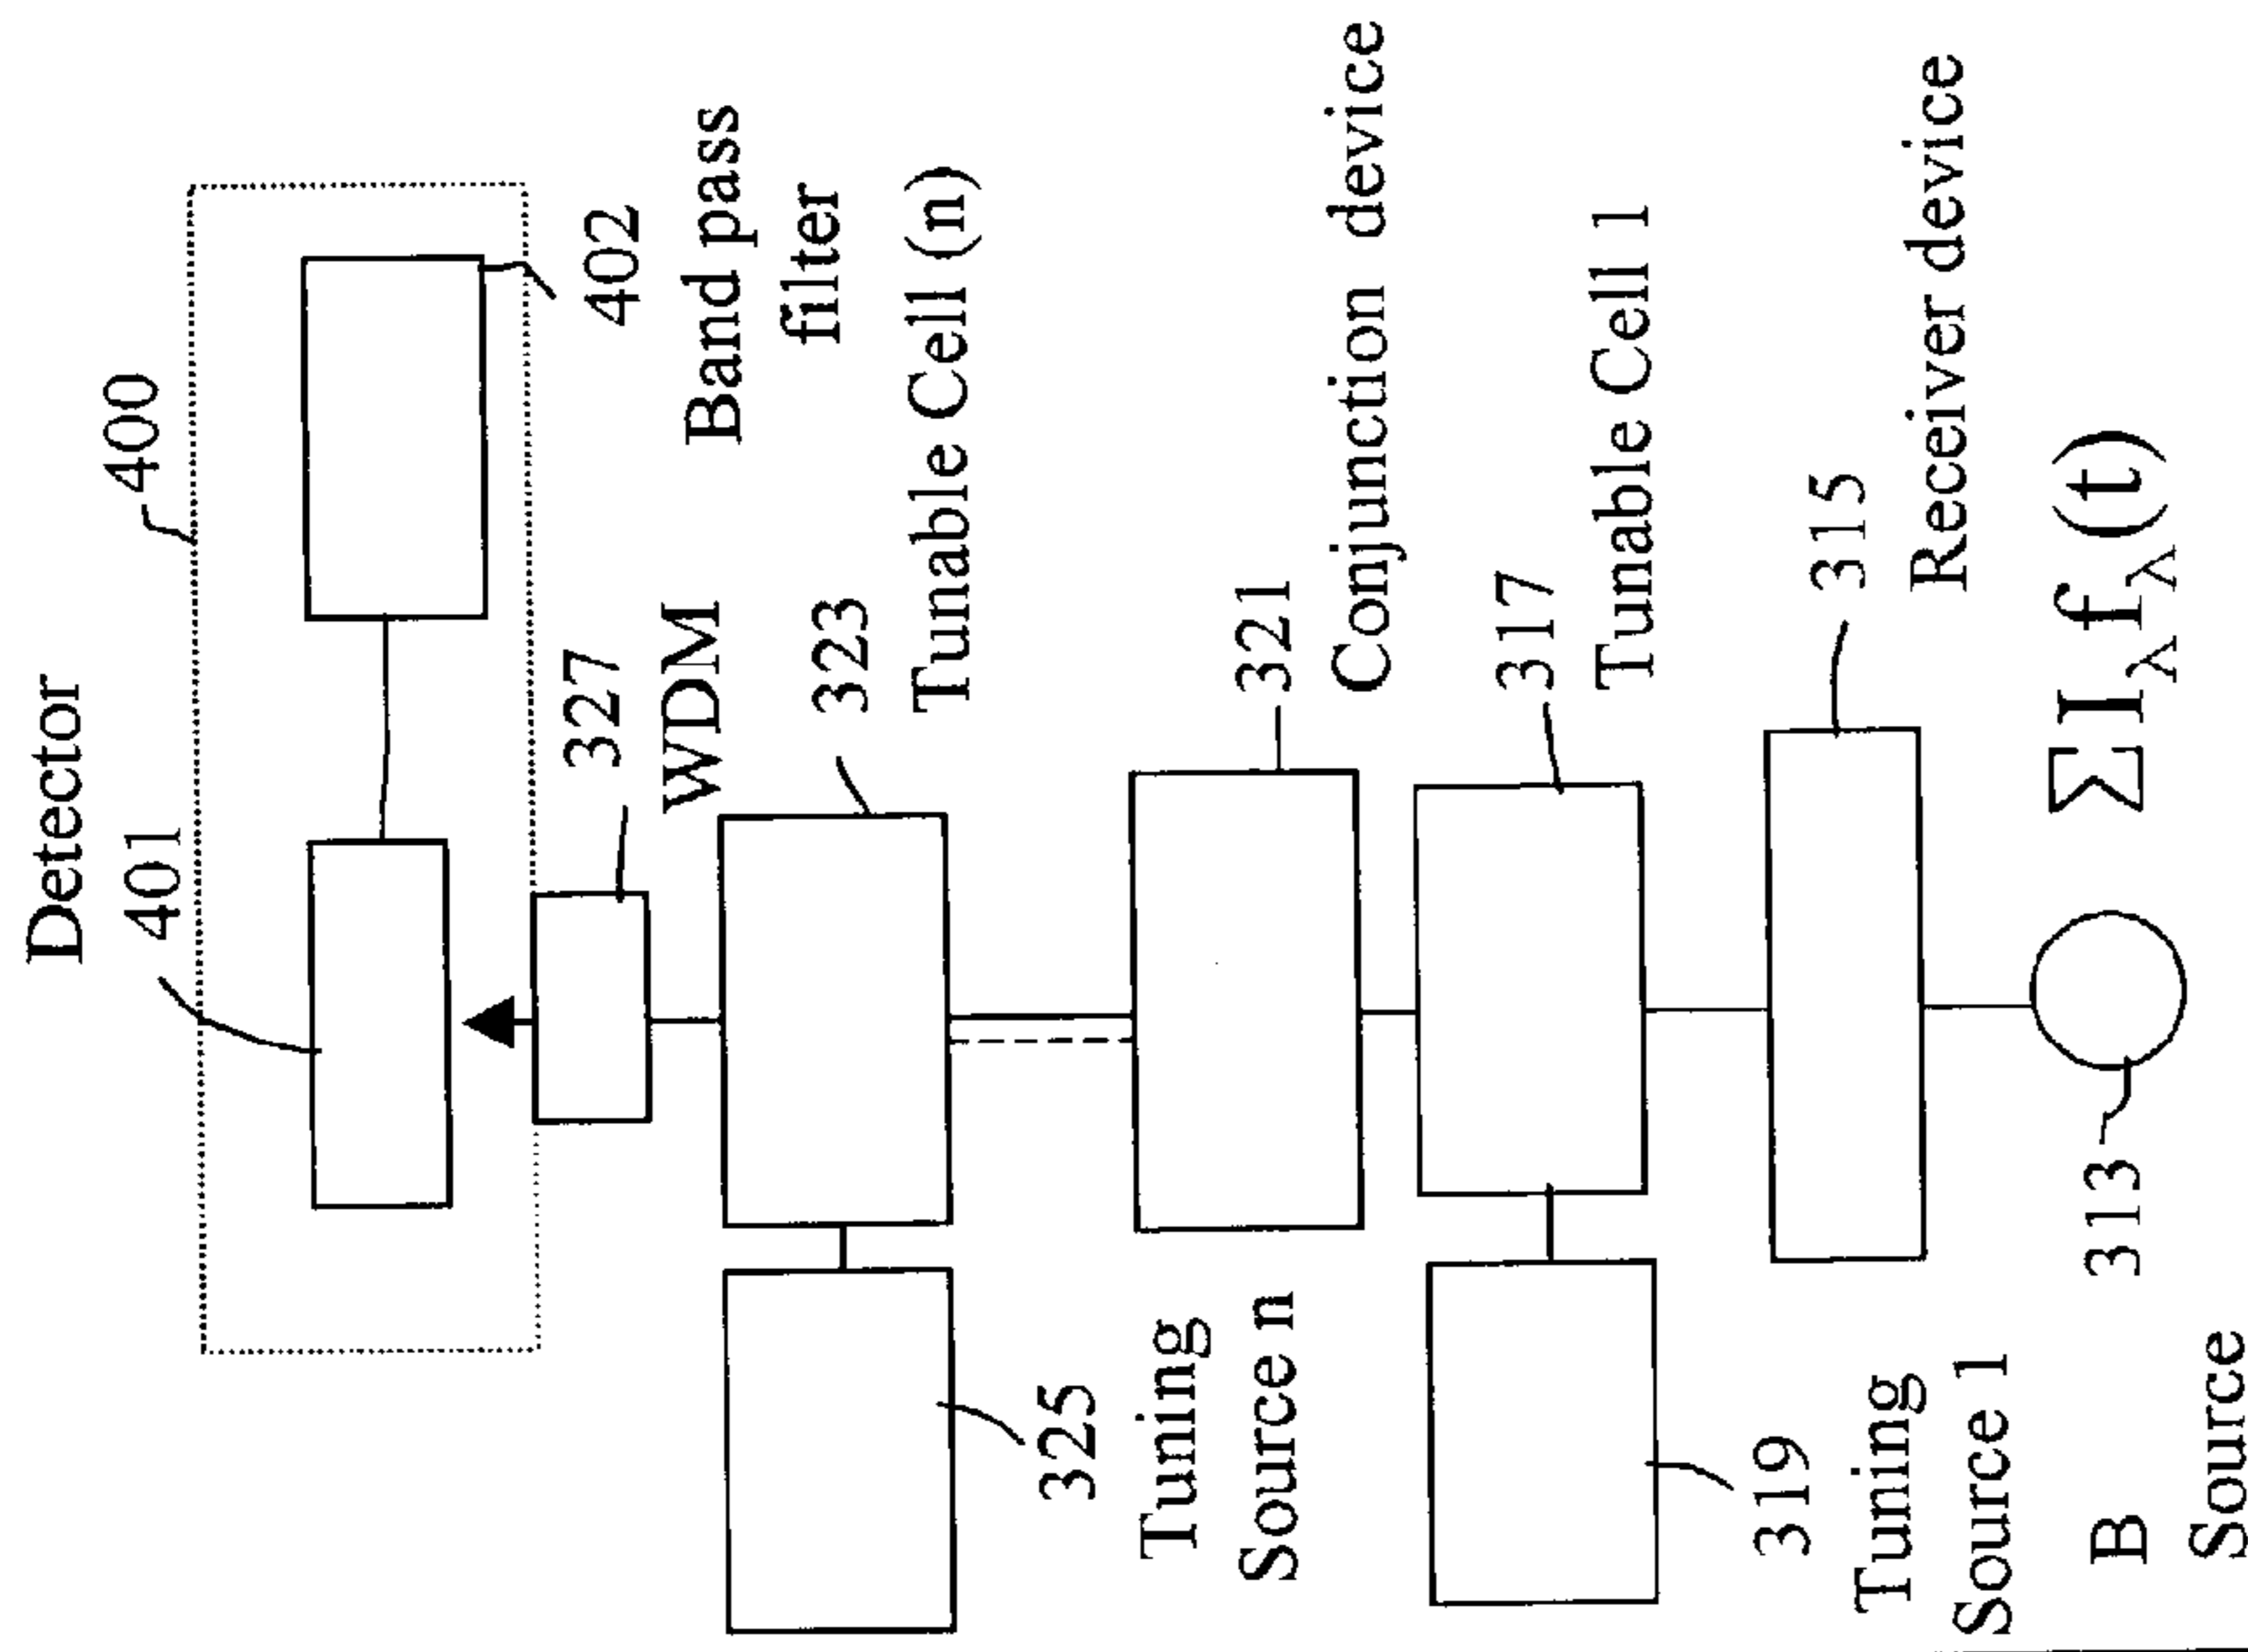 Detector
401
400
402
Band pass
filter
327
WDM
323
Tunable Cell (n)
325
Tuning
Source n
321
Conjunction device
317
Tunable Cell 1
319
Tuning
Source 1
315
Receiver device
313
B
Source
Σ I_λ f_λ (t)